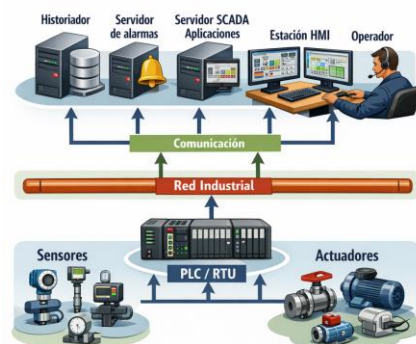 Historiador
Servidor
de alarmas
Servidor SCADA
Aplicaciones
Estación HMI
Operador
Comunicación
Red Industrial
Sensores
PLC / RTU
Actuadores